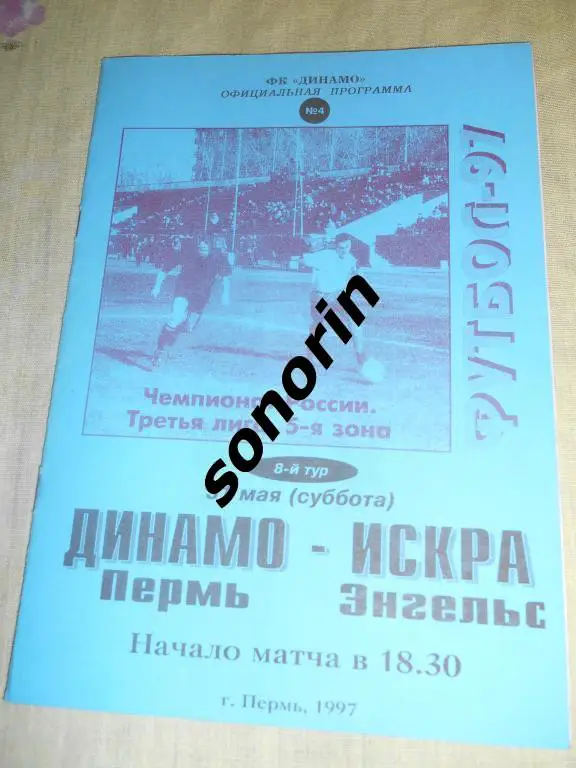 ФК «ДИНАМО»
ОФИЦИАЛЬНАЯ ПРОГРАММА
№4
ФУТБОЛ-97
Чемпионат России.
Третья лига. 5-я зона
sonorin
8-й тур
мая (суббота)
ДИНАМО - ИСКРА
Пермь Энгельс
Начало матча в 18.30
г. Пермь, 1997